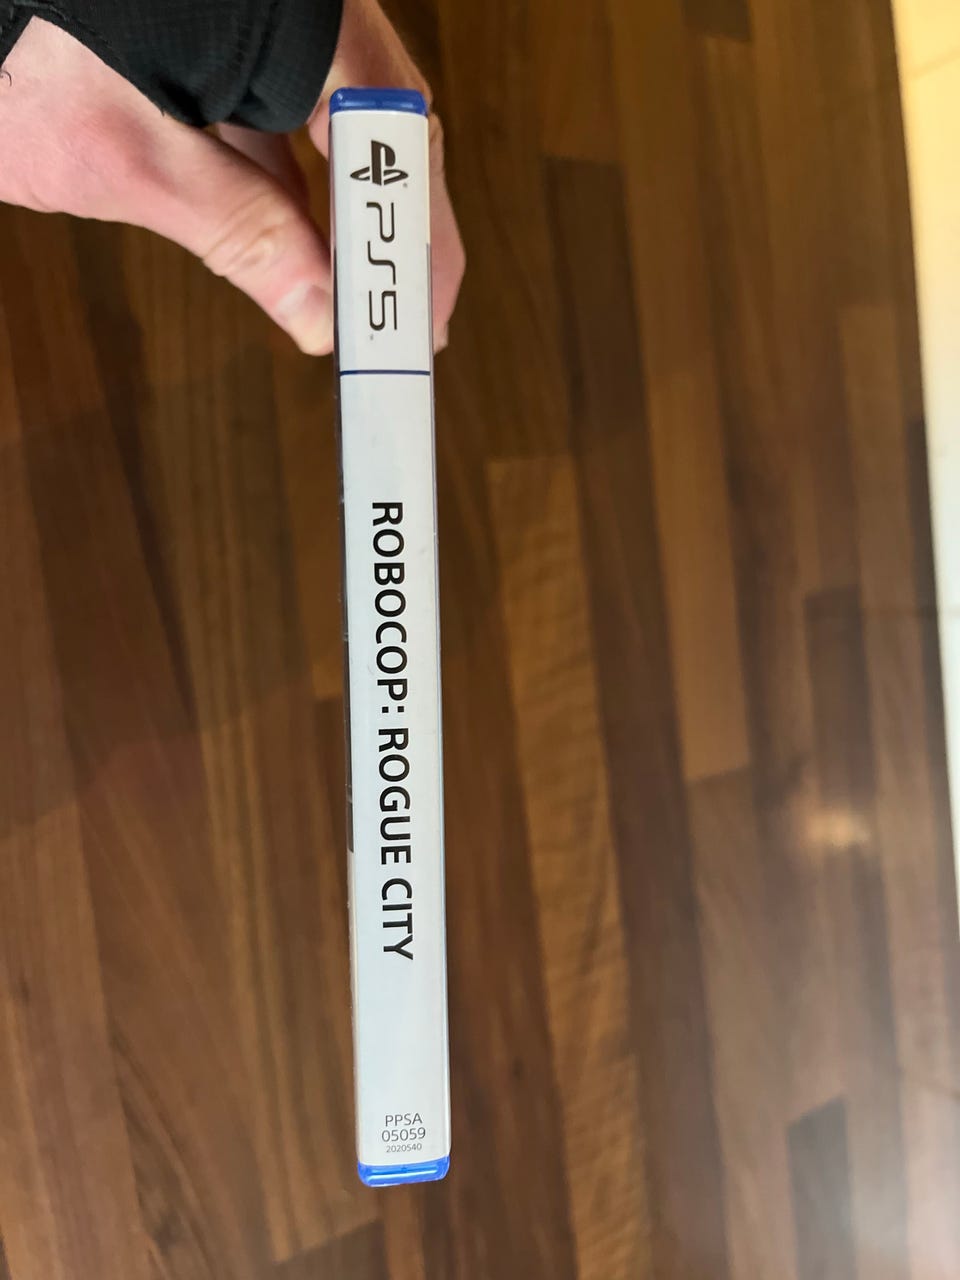 PS5
ROBOCOP: ROGUE CITY
PPSA
05059
2020540